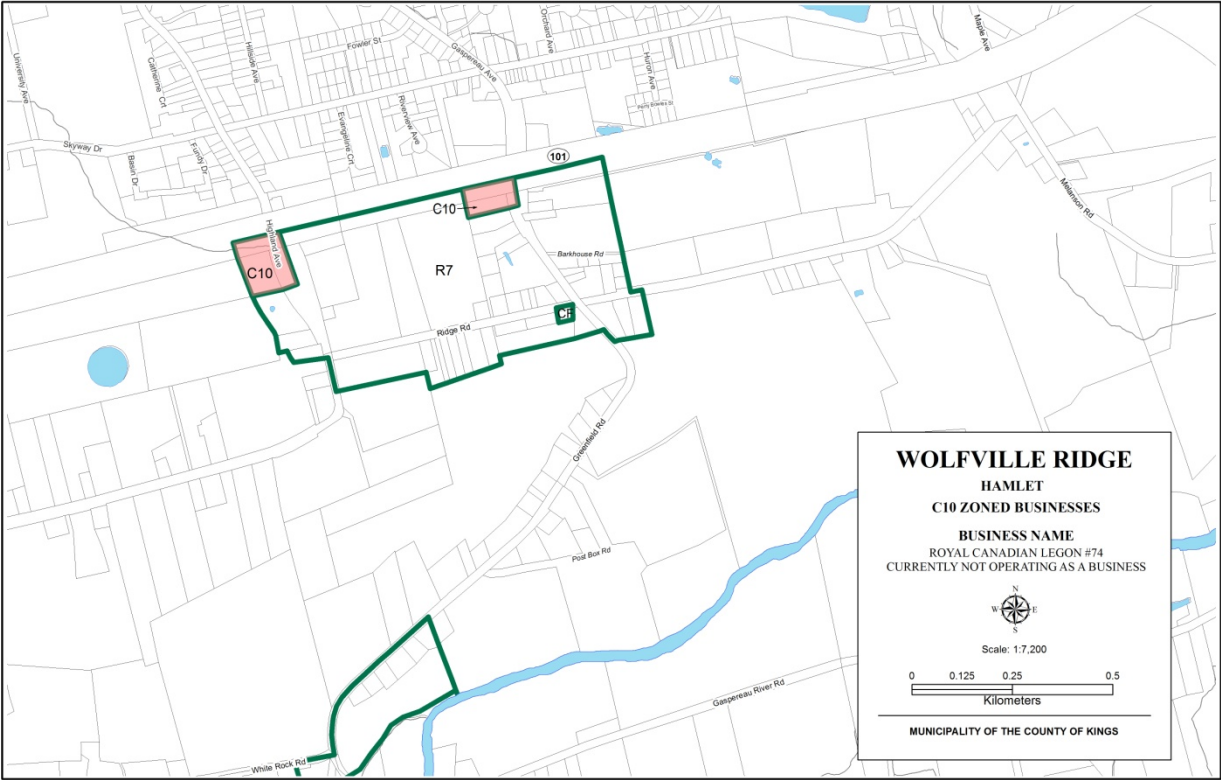 University Ave
Catherine Crt
Hillside Ave
Fowler St
Gaspereau Ave
Orchard Ave
Huron Ave
Maple Ave
Perry Bowles St
Riverview Ave
Evangeline Crt
Skyway Dr
Basin Dr
Fundy Dr
101
Melanson Rd
C10
Highland Ave
C10
R7
Barkhouse Rd
CF
Ridge Rd
Greenfield Rd
Post Box Rd
Gaspereau River Rd
White Rock Rd
WOLFVILLE RIDGE
HAMLET
C10 ZONED BUSINESSES
BUSINESS NAME
ROYAL CANADIAN LEGON #74
CURRENTLY NOT OPERATING AS A BUSINESS
N
W E
S
Scale: 1:7,200
0 0.125 0.25 0.5
Kilometers
MUNICIPALITY OF THE COUNTY OF KINGS